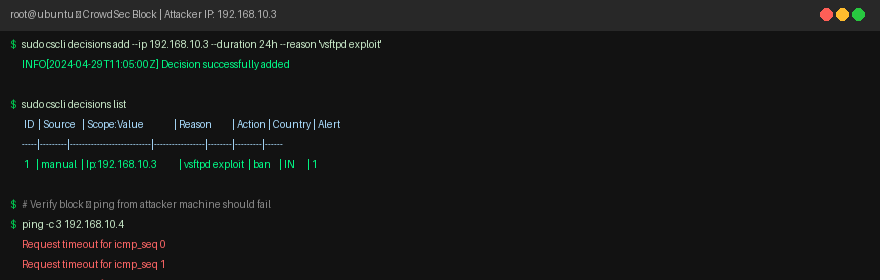 root@ubuntu CrowdSec Block | Attacker IP: 192.168.10.3
$ sudo cscli decisions add --ip 192.168.10.3 --duration 24h --reason 'vsftpd exploit'
INFO[2024-04-29T11:05:00Z] Decision successfully added
$ sudo cscli decisions list
ID | Source | Scope:Value | Reason | Action | Country | Alert
-----|---------|--------------------------|----------------|--------|---------|------
1 | manual | Ip:192.168.10.3 | vsftpd exploit | ban | IN | 1
$ # Verify block ping from attacker machine should fail
$ ping -c 3 192.168.10.4
Request timeout for icmp_seq 0
Request timeout for icmp_seq 1